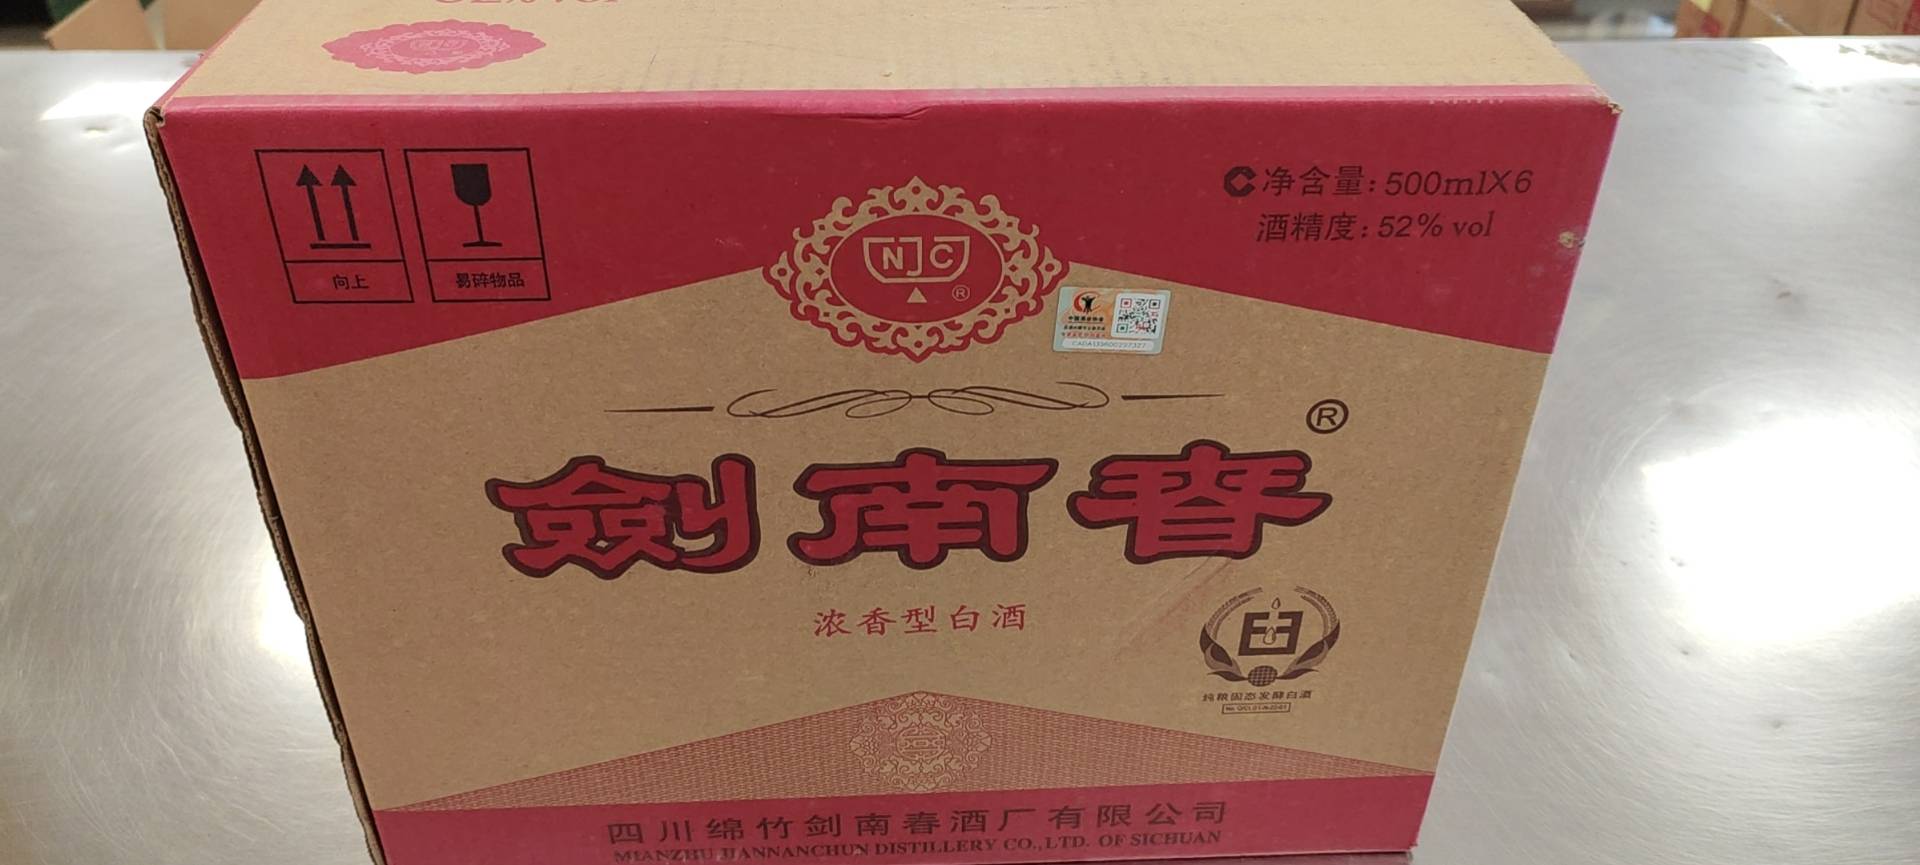 向上
易碎物品
净含量:500mlX6
酒精度:52% vol
NJC
®
®
劍南春
浓香型白酒
纯粮固态发酵白酒
四川绵竹剑南春酒厂有限公司
MIANZHU JIANNANCHUN DISTILLERY CO.,LTD. OF SICHUAN